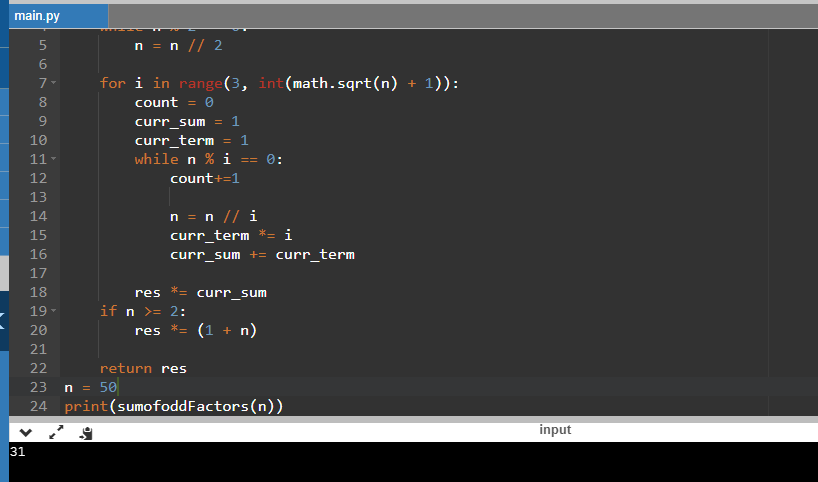 main.py
5 n = n // 2
6
7 for i in range(3, int(math.sqrt(n) + 1)):
8 count = 0
9 curr_sum = 1
10 curr_term = 1
11 while n % i == 0:
12 count+=1
13
14 n = n // i
15 curr_term *= i
16 curr_sum += curr_term
17
18 res *= curr_sum
19 if n >= 2:
20 res *= (1 + n)
21
22 return res
23 n = 50
24 print(sumofoddFactors(n))
input
31